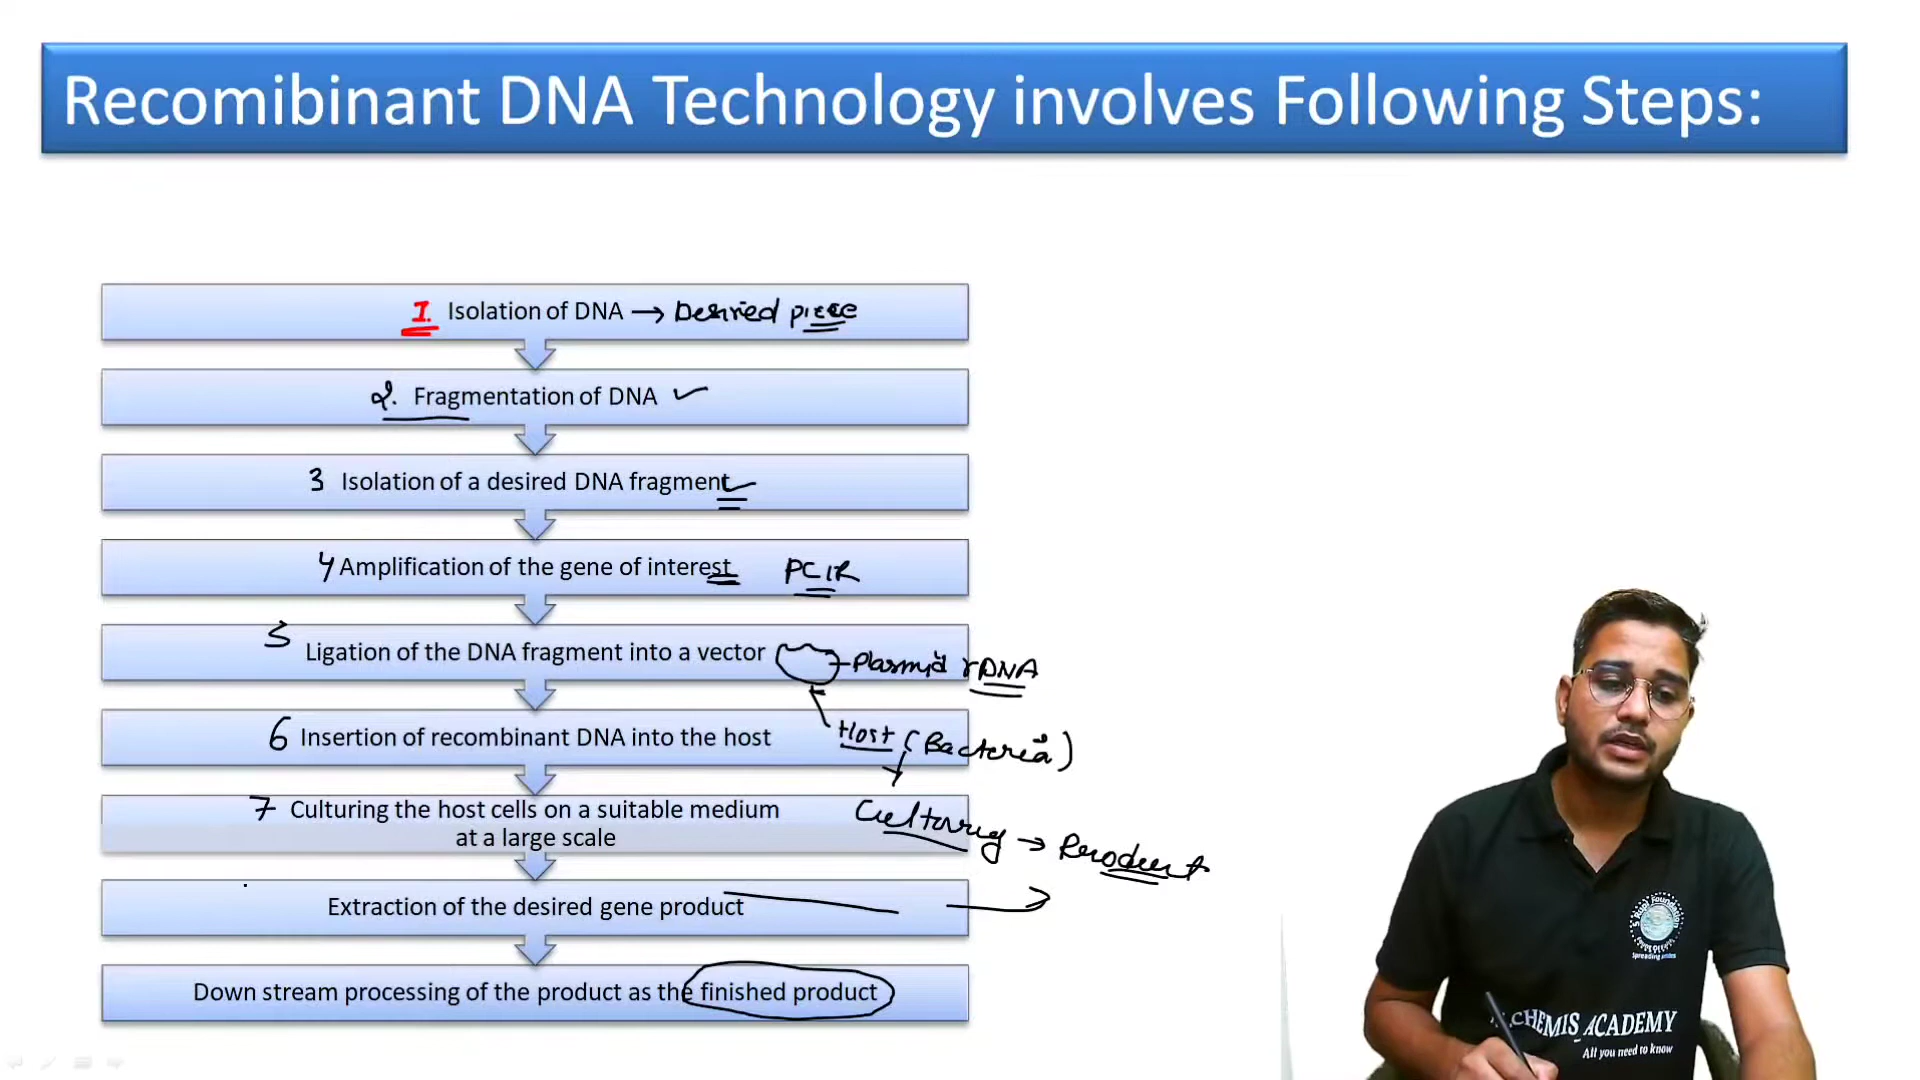 Recomibinant DNA Technology involves Following Steps:
1. Isolation of DNA → Desired piece
2. Fragmentation of DNA ✓
3 Isolation of a desired DNA fragment
4 Amplification of the gene of interest PCR
5 Ligation of the DNA fragment into a vector Plasmid rDNA
6 Insertion of recombinant DNA into the host Host (Bacteria)
7 Culturing the host cells on a suitable medium
at a large scale
Culturing → Product
Extraction of the desired gene product
Down stream processing of the product as the finished product
Foundation
Spreading smiles
CHEMIS ACADEMY
All you need to know